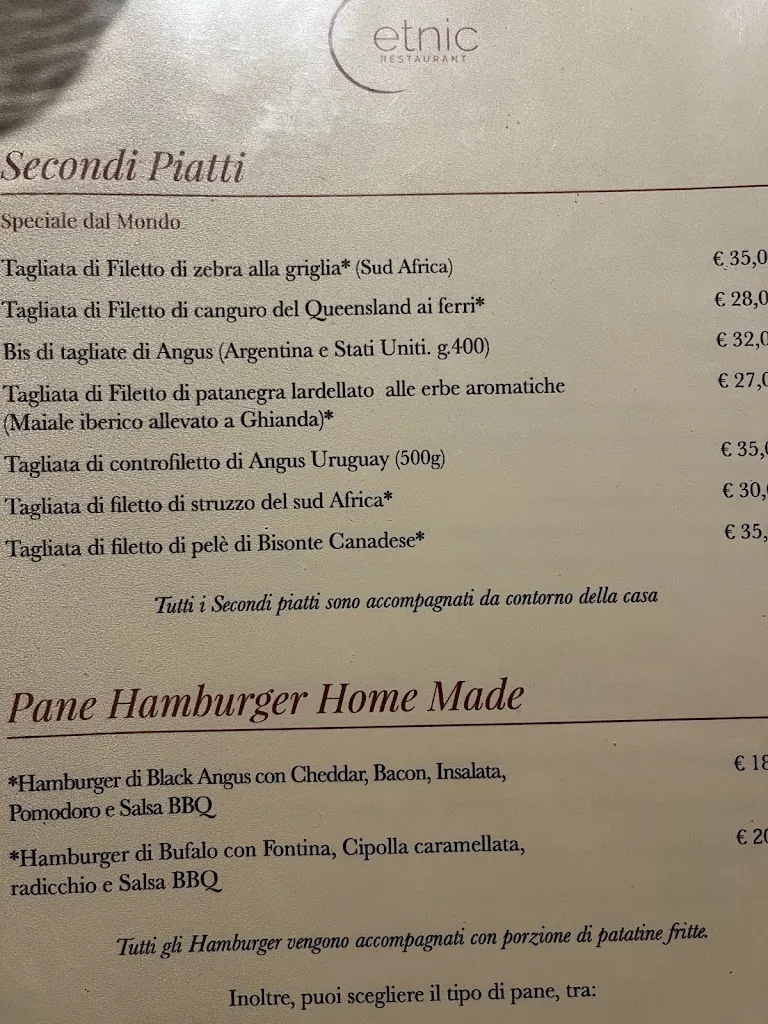 etnic
RESTAURANT
Secondi Piatti
Speciale dal Mondo
Tagliata di Filetto di zebra alla griglia* (Sud Africa) € 35,0
Tagliata di Filetto di canguro del Queensland ai ferri* € 28,0
Bis di tagliate di Angus (Argentina e Stati Uniti. g.400) € 32,0
Tagliata di Filetto di patanegra lardellato alle erbe aromatiche € 27,0
(Maiale iberico allevato a Ghianda)*
Tagliata di controfiletto di Angus Uruguay (500g) € 35,
Tagliata di filetto di struzzo del sud Africa* € 30,
Tagliata di filetto di pelè di Bisonte Canadese* € 35,
Tutti i Secondi piatti sono accompagnati da contorno della casa
Pane Hamburger Home Made
*Hamburger di Black Angus con Cheddar, Bacon, Insalata, € 18
Pomodoro e Salsa BBQ
*Hamburger di Bufalo con Fontina, Cipolla caramellata, € 20
radicchio e Salsa BBQ
Tutti gli Hamburger vengono accompagnati con porzione di patatine fritte.
Inoltre, puoi scegliere il tipo di pane, tra: